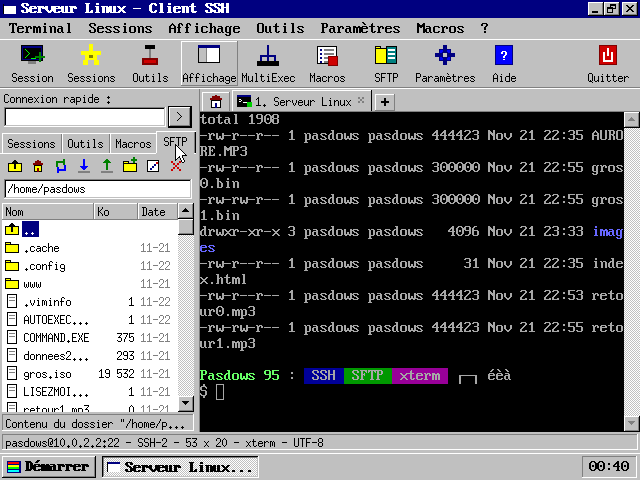 Serveur Linux - Client SSH
Terminal Sessions Affichage Outils Paramètres Macros ?
Session Sessions Outils Affichage MultiExec Macros SFTP Paramètres Aide Quitter
Connexion rapide :
>
1. Serveur Linux × +
Sessions Outils Macros SFTP
/home/pasdows
Nom Ko Date
..
.cache 11-21
.config 11-22
www 11-21
.viminfo 1 11-22
AUTOEXEC... 1 11-22
COMMAND.EXE 375 11-21
donnees2... 293 11-21
gros.iso 19 532 11-21
LISEZMOI... 1 11-21
retour1.mp3 0 11-21
Contenu du dossier "/home/p...
total 1908
-rw-r--r-- 1 pasdows pasdows 444423 Nov 21 22:35 AURO
RE.MP3
-rw-r--r-- 1 pasdows pasdows 300000 Nov 21 22:55 gros
0.bin
-rw-r--r-- 1 pasdows pasdows 300000 Nov 21 22:55 gros
1.bin
drwxr-xr-x 3 pasdows pasdows 4096 Nov 21 23:33 imag
es
-rw-r--r-- 1 pasdows pasdows 31 Nov 21 22:35 inde
x.html
-rw-r--r-- 1 pasdows pasdows 444423 Nov 21 22:53 reto
ur0.mp3
-rw-r--r-- 1 pasdows pasdows 444423 Nov 21 22:55 reto
ur1.mp3
Pasdows 95 : SSH SFTP xterm ┌─┐ éèà
$
pasdows@10.0.2.2:22 - SSH-2 - 53 x 20 - xterm - UTF-8
Démarrer Serveur Linux... 00:40